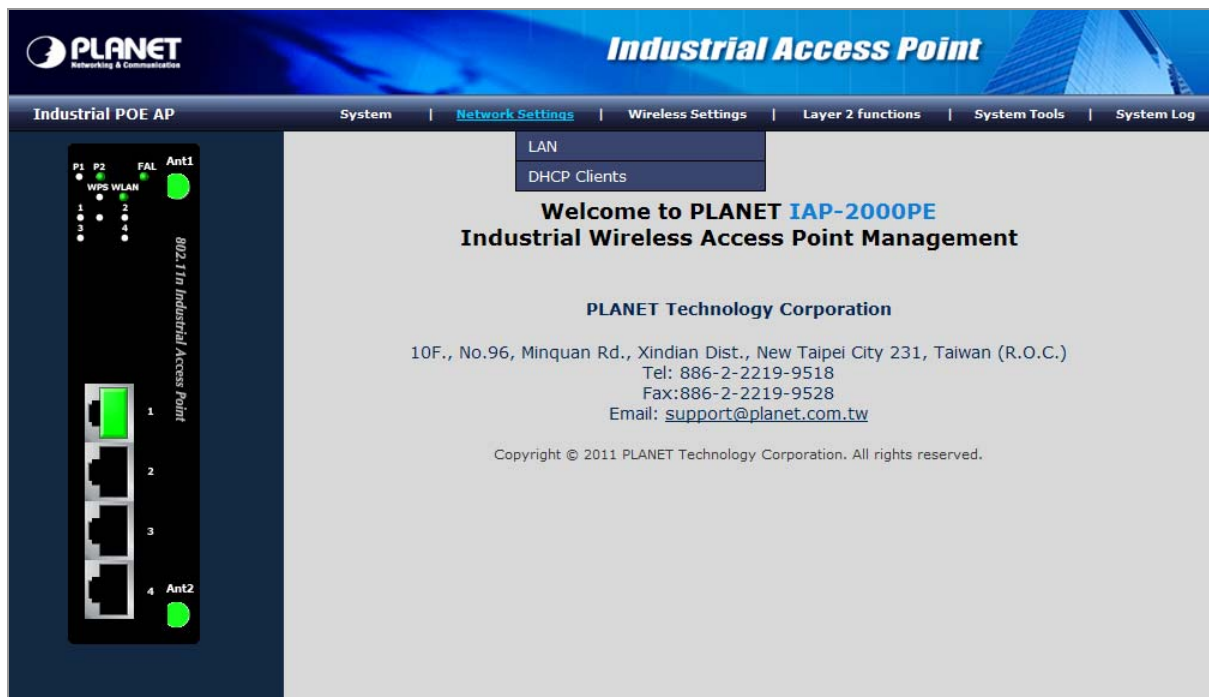 PLANET
Networking & Communication
Industrial Access Point
Industrial POE AP
System | Network Settings | Wireless Settings | Layer 2 functions | System Tools | System Log
LAN
DHCP Clients
P1 P2 FAL Ant1
WPS WLAN
1 2
3 4
802.11n Industrial Access Point
1
2
3
4 Ant2
Welcome to PLANET IAP-2000PE
Industrial Wireless Access Point Management
PLANET Technology Corporation
10F., No.96, Minquan Rd., Xindian Dist., New Taipei City 231, Taiwan (R.O.C.)
Tel: 886-2-2219-9518
Fax:886-2-2219-9528
Email: support@planet.com.tw
Copyright © 2011 PLANET Technology Corporation. All rights reserved.